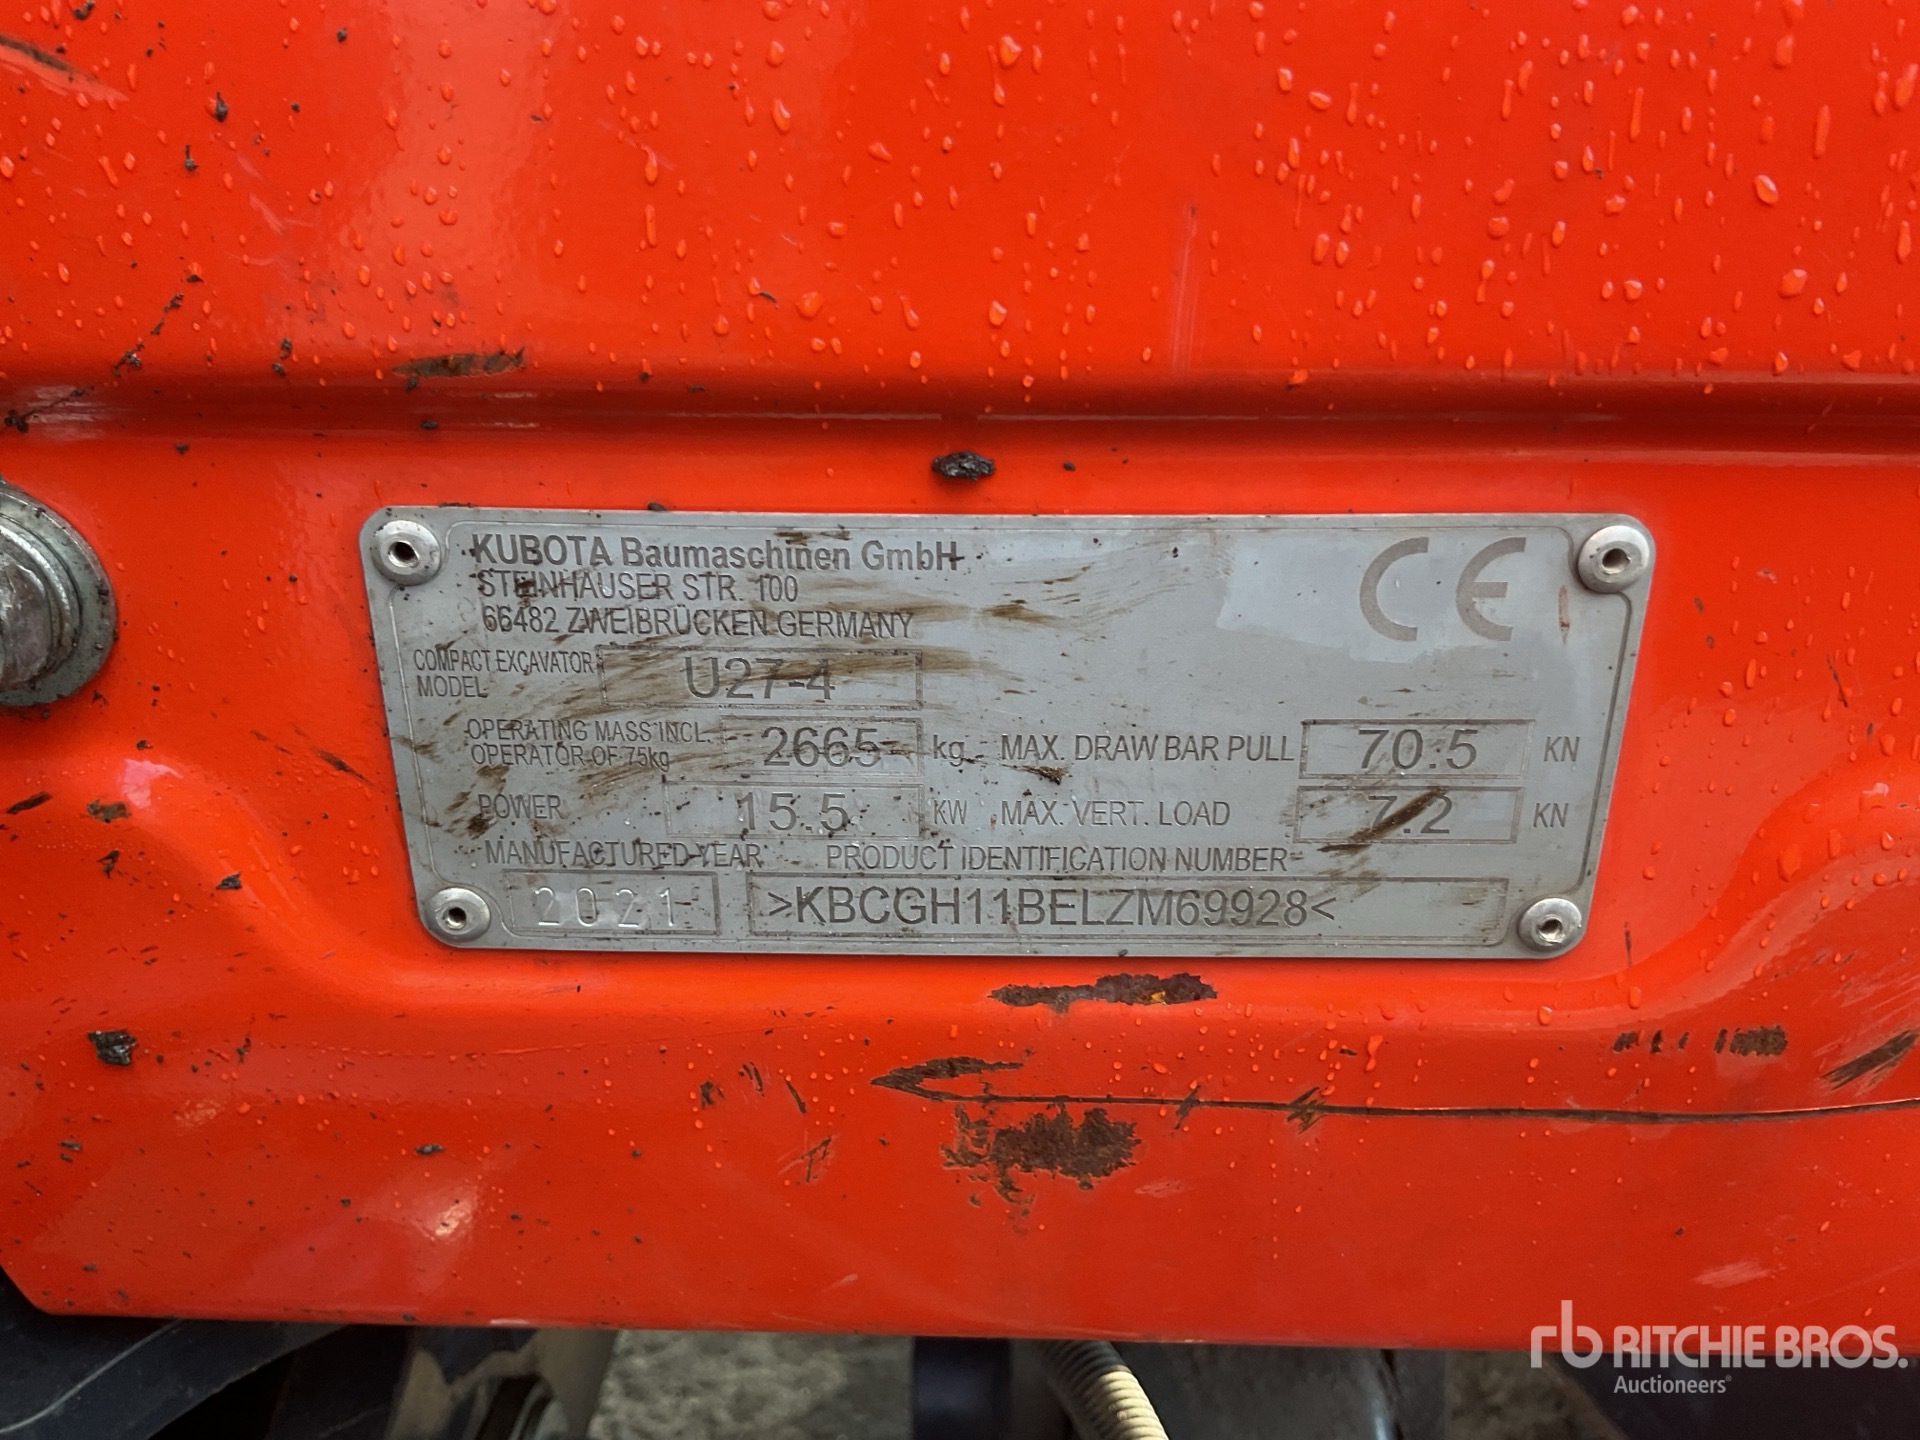 KUBOTA Baumaschinen GmbH
STEINHAUSER STR. 100
66482 ZWEIBRÜCKEN GERMANY
CE
COMPACT EXCAVATOR
MODEL
U27-4
OPERATING MASS INCL.
OPERATOR OF 75kg
2665 kg
MAX. DRAW BAR PULL 70.5 KN
POWER 15.5 KW
MAX. VERT. LOAD 7.2 KN
MANUFACTURED YEAR
2021
PRODUCT IDENTIFICATION NUMBER
>KBCGH11BELZM69928<
rb RITCHIE BROS.
Auctioneers®